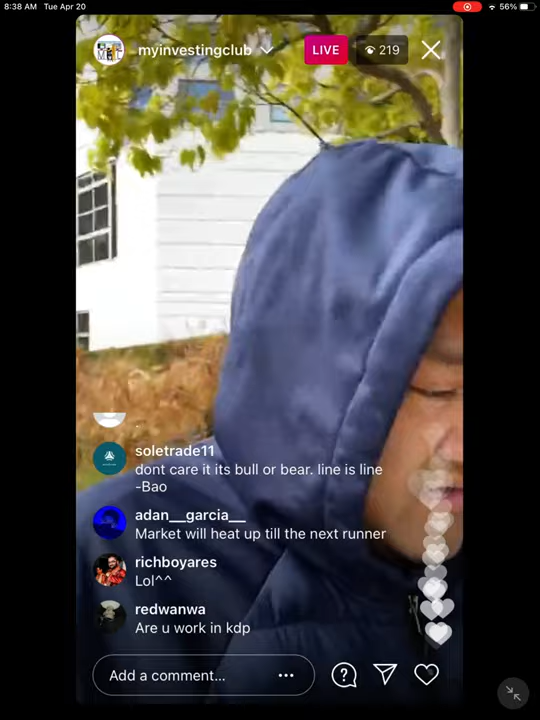 8:38 AM Tue Apr 20
56%
myinvestingclub
LIVE
219
soletrade11
dont care it its bull or bear. line is line
-Bao
adan__garcia__
Market will heat up till the next runner
richboyares
Lol^^
redwanwa
Are u work in kdp
Add a comment...